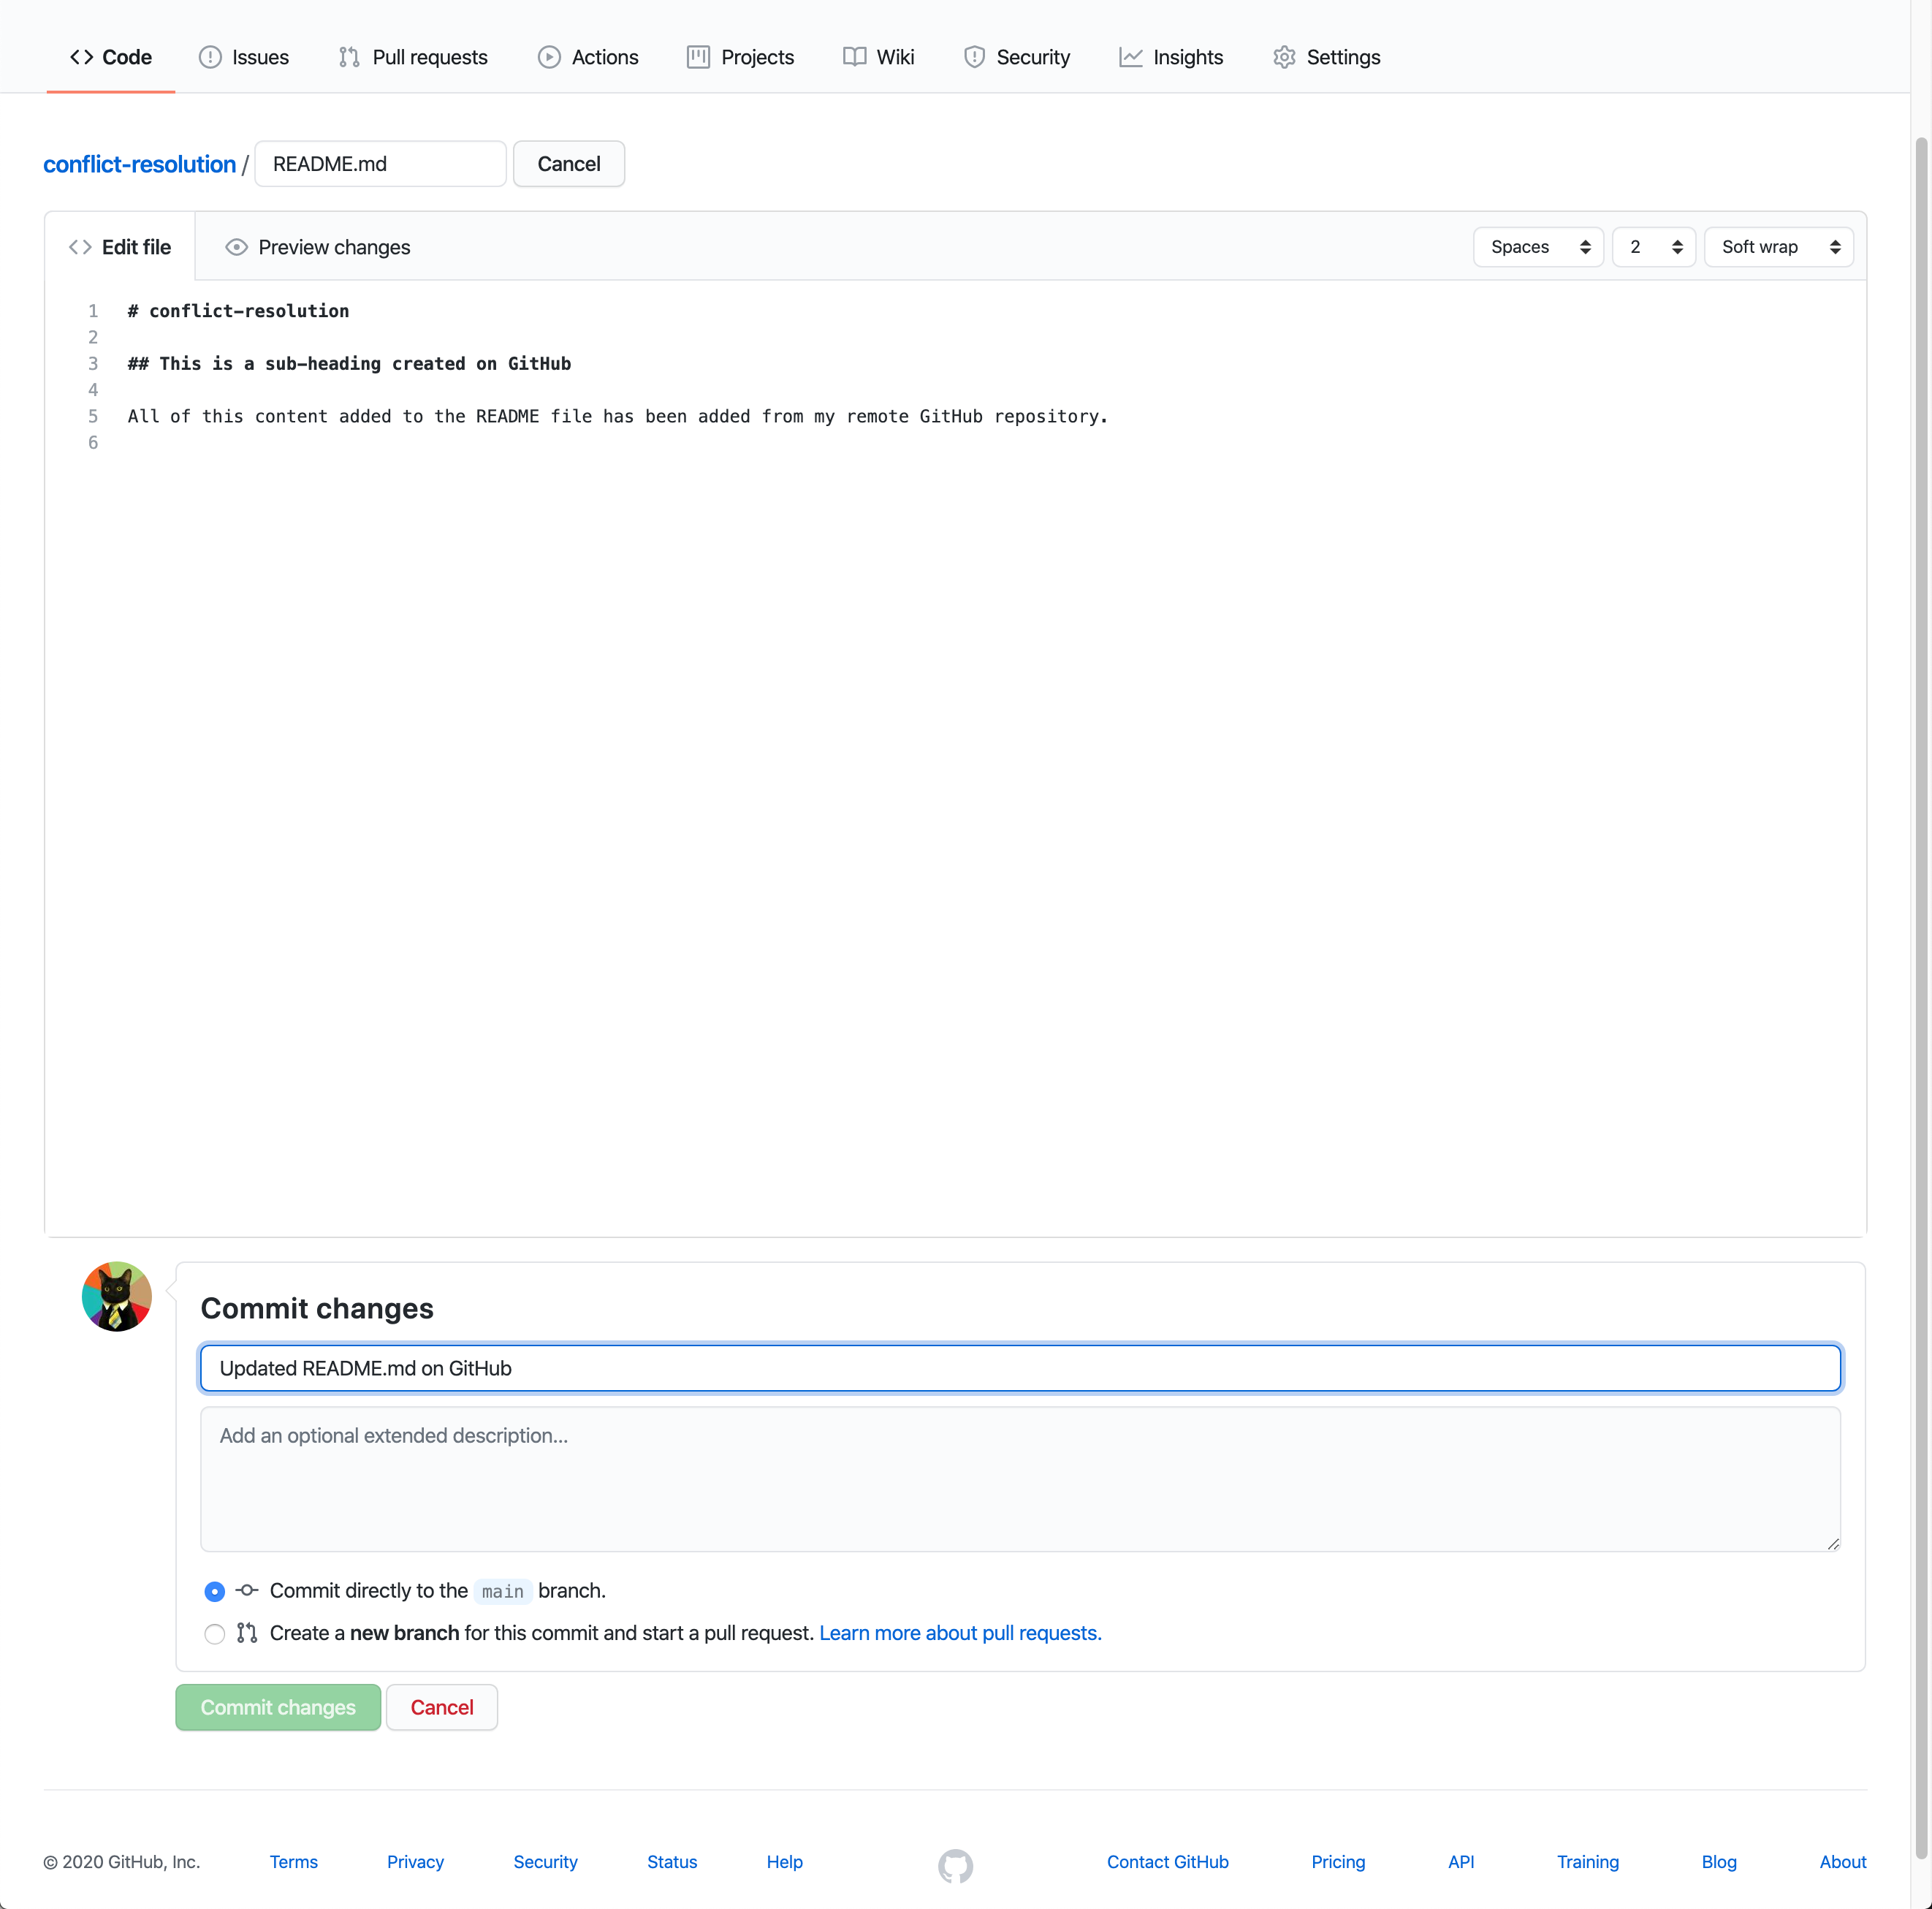 Code Issues Pull requests Actions Projects Wiki Security Insights Settings
conflict-resolution / README.md Cancel
Edit file Preview changes Spaces 2 Soft wrap
1 # conflict-resolution
2
3 ## This is a sub-heading created on GitHub
4
5 All of this content added to the README file has been added from my remote GitHub repository.
6
Commit changes
Updated README.md on GitHub
Add an optional extended description...
Commit directly to the main branch.
Create a new branch for this commit and start a pull request. Learn more about pull requests.
Commit changes Cancel
© 2020 GitHub, Inc. Terms Privacy Security Status Help Contact GitHub Pricing API Training Blog About